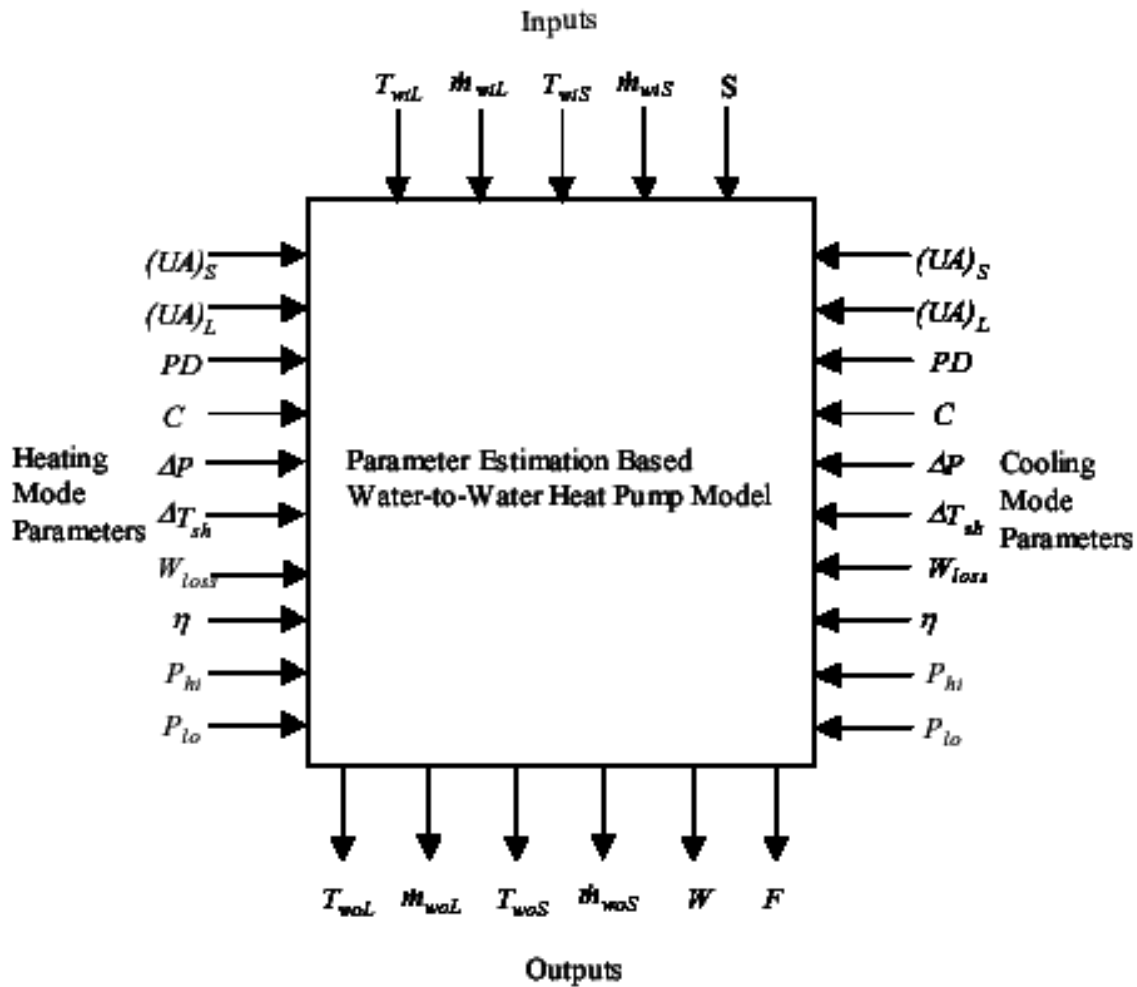 Inputs
T_wiL ṁ_wiL T_wiS ṁ_wiS S
(UA)_S (UA)_S
(UA)_L (UA)_L
PD PD
C C
Heating Mode Parameters
ΔP ΔP
Parameter Estimation Based
Water-to-Water Heat Pump Model
Cooling Mode Parameters
ΔT_sh ΔT_sh
W_loss W_loss
η η
P_hi P_hi
P_lo P_lo
T_woL ṁ_woL T_woS ṁ_woS W F
Outputs